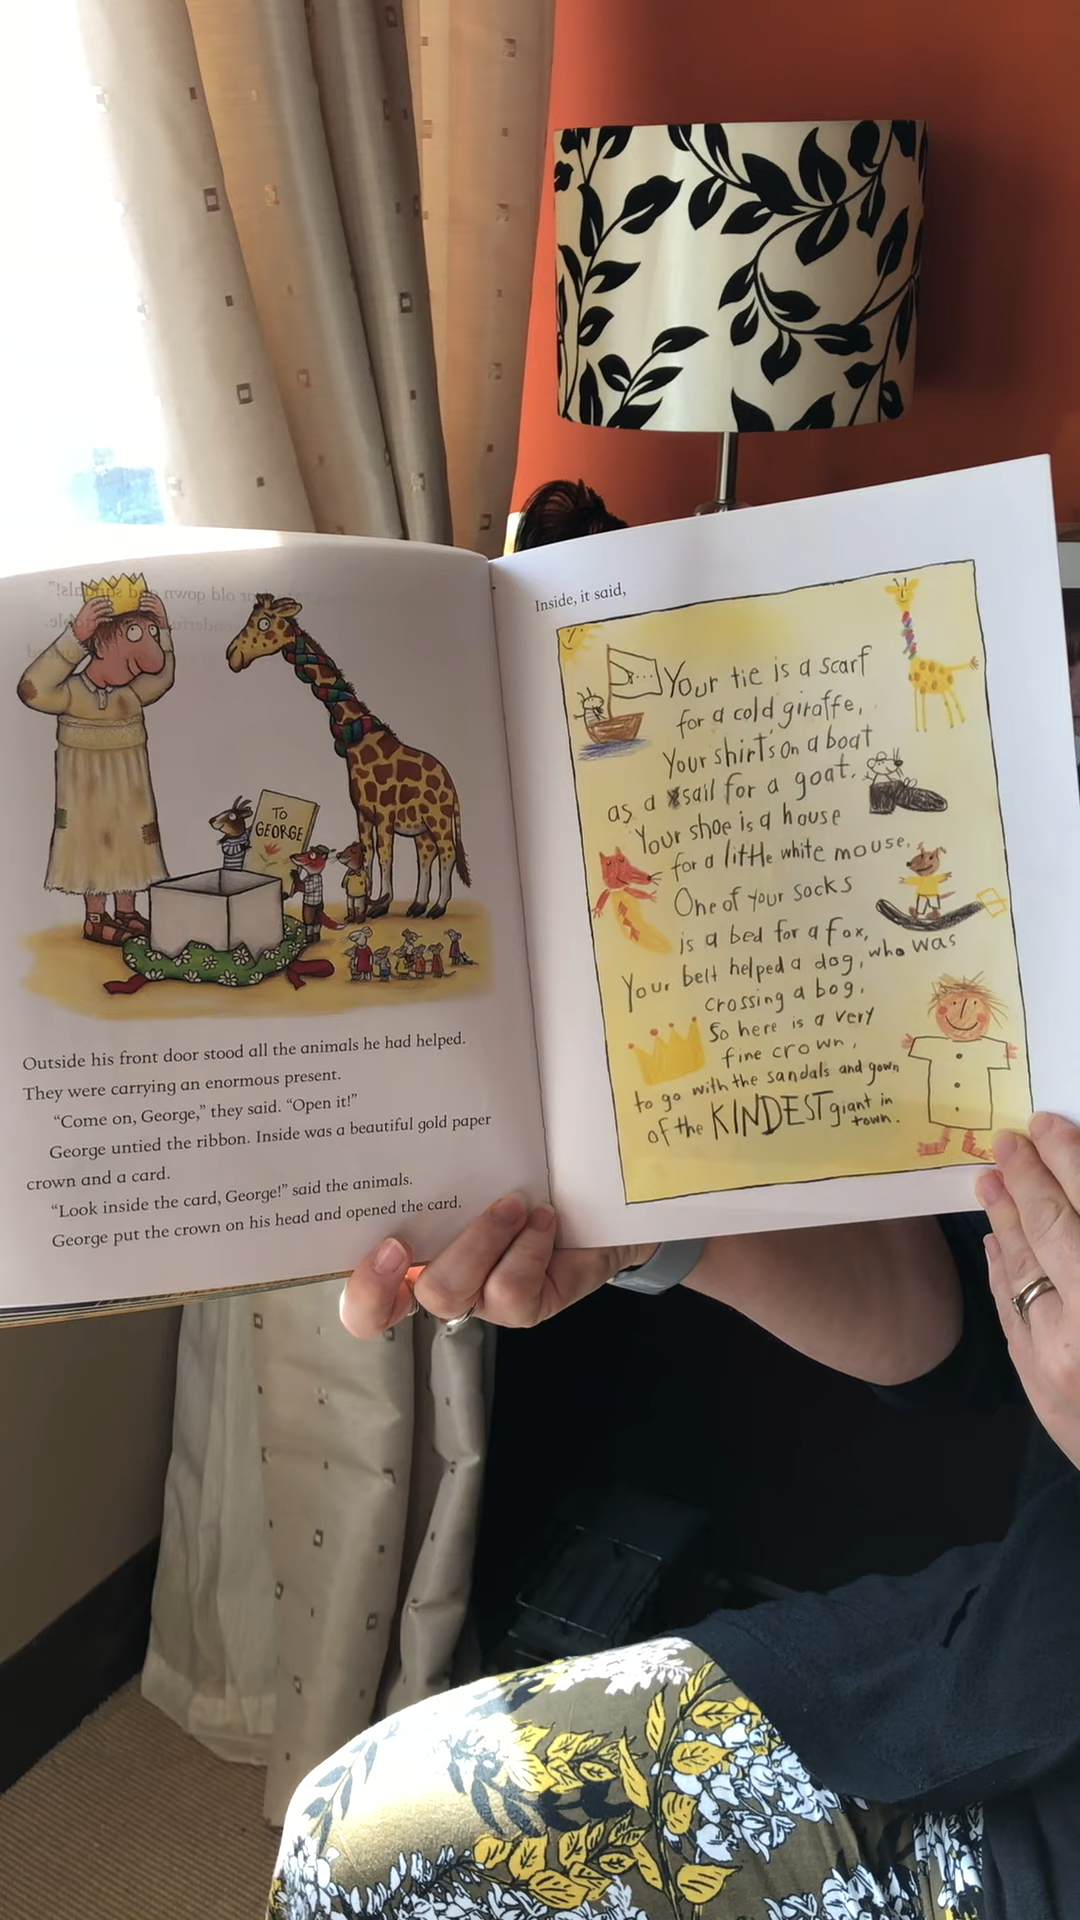 TO
GEORGE
Outside his front door stood all the animals he had helped.
They were carrying an enormous present.
“Come on, George,” they said. “Open it!”
George untied the ribbon. Inside was a beautiful gold paper
crown and a card.
“Look inside the card, George!” said the animals.
George put the crown on his head and opened the card.
Inside, it said,
Your tie is a scarf
for a cold giraffe,
Your shirt's on a boat
as a sail for a goat.
Your shoe is a house
for a little white mouse.
One of your socks
is a bed for a fox,
Your belt helped a dog, who was
crossing a bog.
So here is a very
fine crown,
to go with the sandals and gown
of the KINDEST giant in
town.